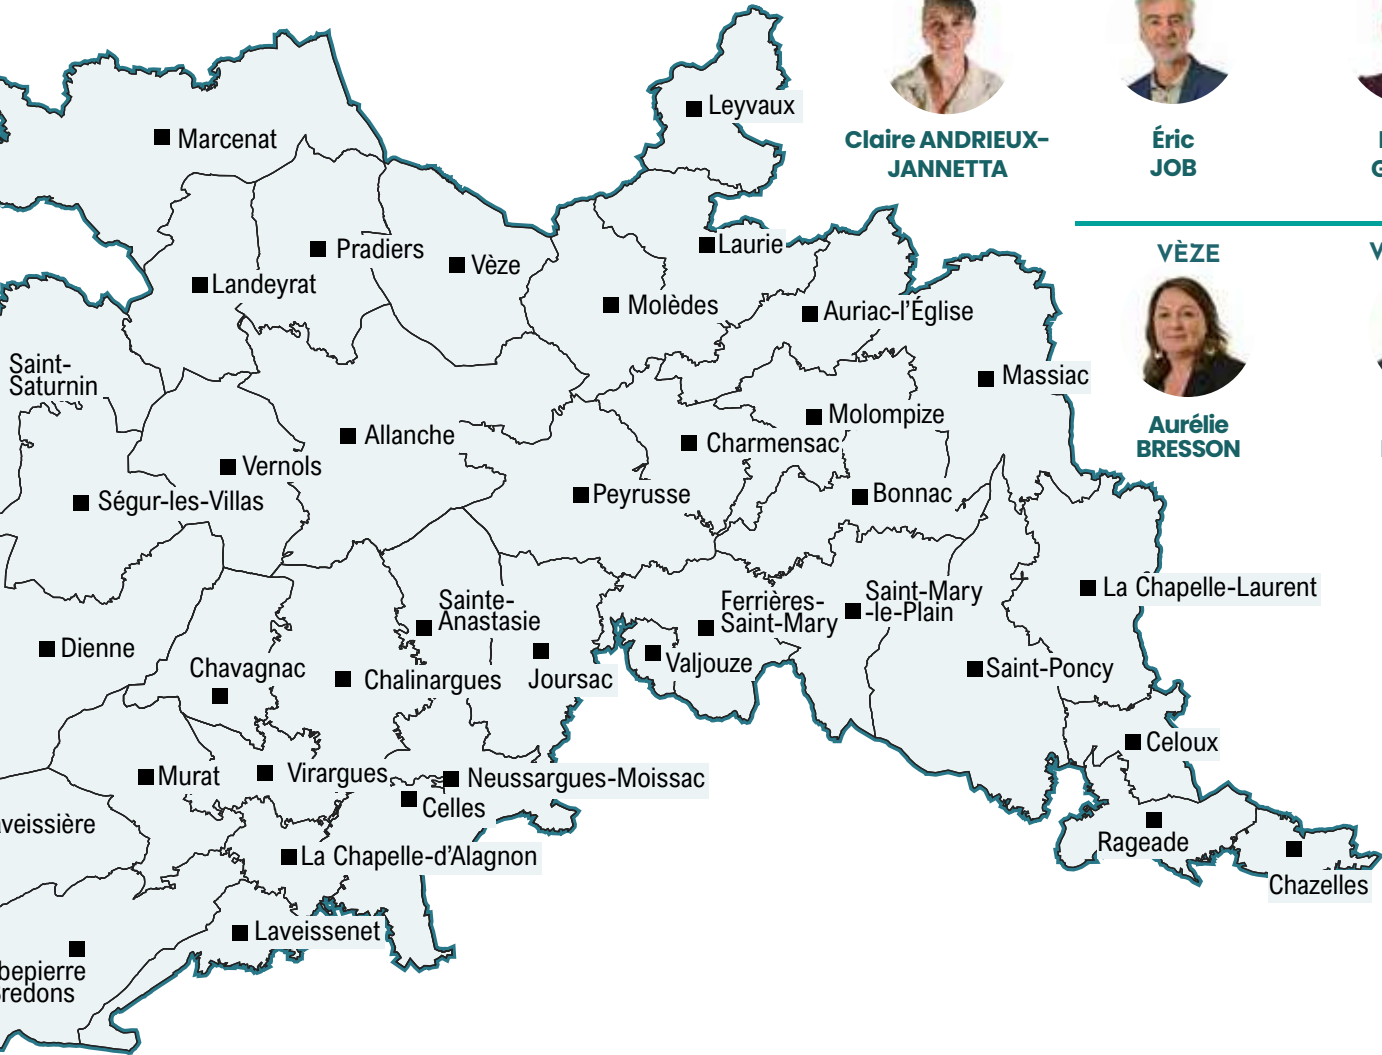 Leyvaux
Marcenat
Claire ANDRIEUX-
JANNETTA
Éric
JOB
Pradiers
Laurie
Vèze
VÈZE
Landeyrat
Molèdes
Auriac-l'Église
Saint-
Saturnin
Massiac
Molompize
Aurélie
BRESSON
Allanche
Charmensac
Vernols
Ségur-les-Villas
Peyrusse
Bonnac
La Chapelle-Laurent
Sainte-
Anastasie
Ferrières-
Saint-Mary
Saint-Mary
-le-Plain
Dienne
Chavagnac
Chalinargues
Joursac
Valjouze
Saint-Poncy
Celoux
Murat
Virargues
Neussargues-Moissac
Celles
aveissière
Rageade
La Chapelle-d'Alagnon
Chazelles
Laveissenet
bepierre
redons